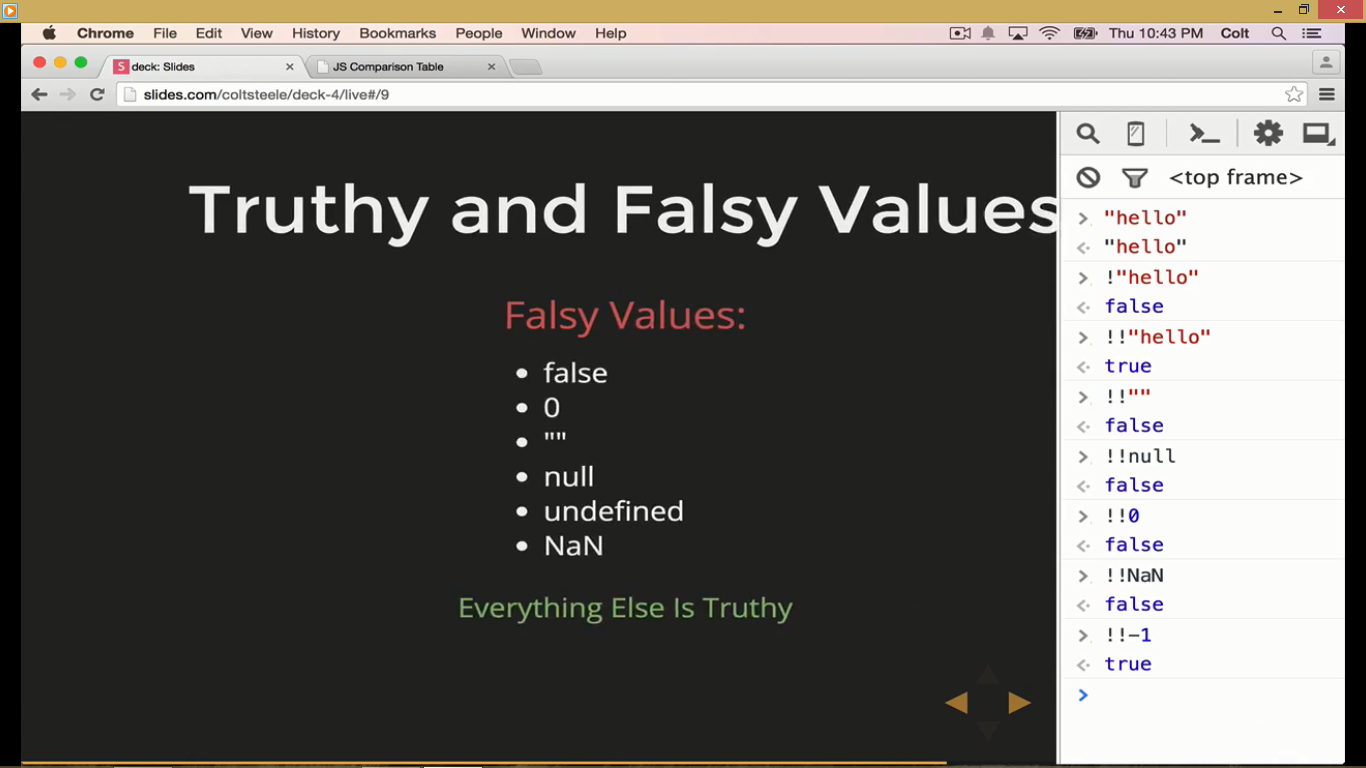 Chrome File Edit View History Bookmarks People Window Help Thu 10:43 PM Colt
S deck: Slides × JS Comparison Table ×
slides.com/coltsteele/deck-4/live#/9
Truthy and Falsy Values
Falsy Values:
• false
• 0
• ""
• null
• undefined
• NaN
Everything Else Is Truthy
<top frame>
> "hello"
<· "hello"
> !"hello"
<· false
> !!"hello"
<· true
> !!""
<· false
> !!null
<· false
> !!0
<· false
> !!NaN
<· false
> !!-1
<· true
>